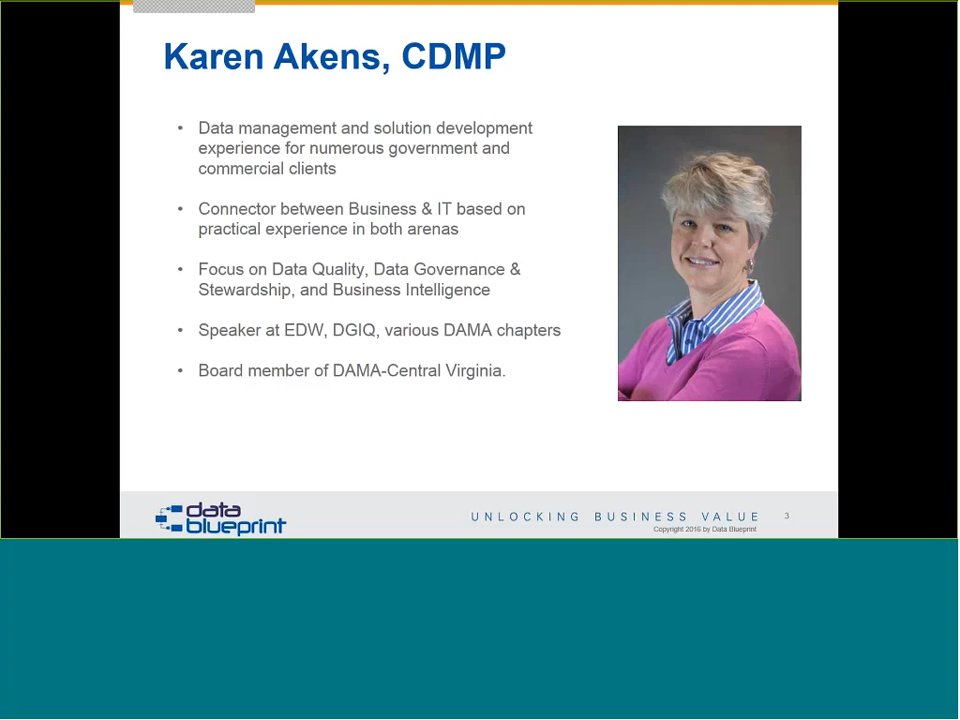 Karen Akens, CDMP
• Data management and solution development
experience for numerous government and
commercial clients
• Connector between Business & IT based on
practical experience in both arenas
• Focus on Data Quality, Data Governance &
Stewardship, and Business Intelligence
• Speaker at EDW, DGIQ, various DAMA chapters
• Board member of DAMA-Central Virginia.
data
blueprint
UNLOCKING BUSINESS VALUE
3
Copyright 2016 by Data Blueprint